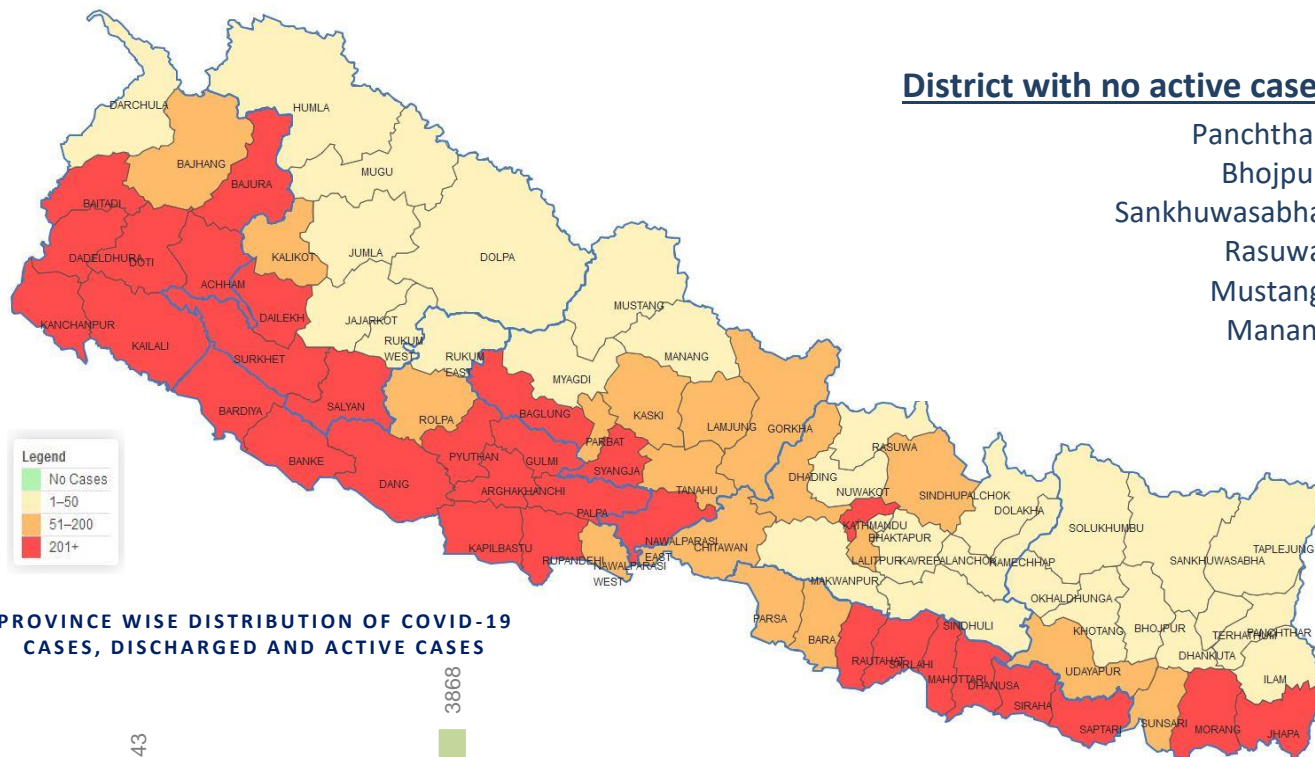 District with no active case
Panchtha
Bhojpu
Sankhuwasabha
Rasuwa
Mustang
Manan
DARCHULA
HUMLA
BAJHANG
MUGU
BAJURA
BAITADI
JUMLA
KALIKOT
DOLPA
DADELDHURA
DOTI
ACHHAM
MUSTANG
DAILEKH
JAJARKOT
KANCHANPUR
KAILALI
RUKUM
WEST
RUKUM
EAST
SURKHET
MANANG
MYAGDI
BARDIYA
SALYAN
ROLPA
BAGLUNG
KASKI
LAMJUNG
GORKHA
PARBAT
RASUWA
BANKE
PYUTHAN
GULMI
SYANGJA
DHADING
DANG
ARGHAKHANCHI
TANAHU
NUWAKOT
SINDHUPALCHOK
DOLAKHA
PALPA
KATHMANDU
BHAKTAPUR
SOLUKHUMBU
KAPILBASTU
RUPANDEHI
NAWALPARASI
EAST
NAWALPARASI
WEST
CHITAWAN
LALITPUR
KAVREPALANCHOK
RAMECHHAP
SANKHUWASABHA
TAPLEJUNG
MAKWANPUR
OKHALDHUNGA
PARSA
BARA
SINDHULI
KHOTANG
BHOJPUR
TERHATHUM
PANCHTHAR
DHANKUTA
RAUTAHAT
SARLAHI
MAHOTTARI
DHANUSA
UDAYAPUR
ILAM
SIRAHA
SAPTARI
SUNSARI
MORANG
JHAPA
Legend
No Cases
1–50
51–200
201+
PROVINCE WISE DISTRIBUTION OF COVID-19
CASES, DISCHARGED AND ACTIVE CASES
43
3868